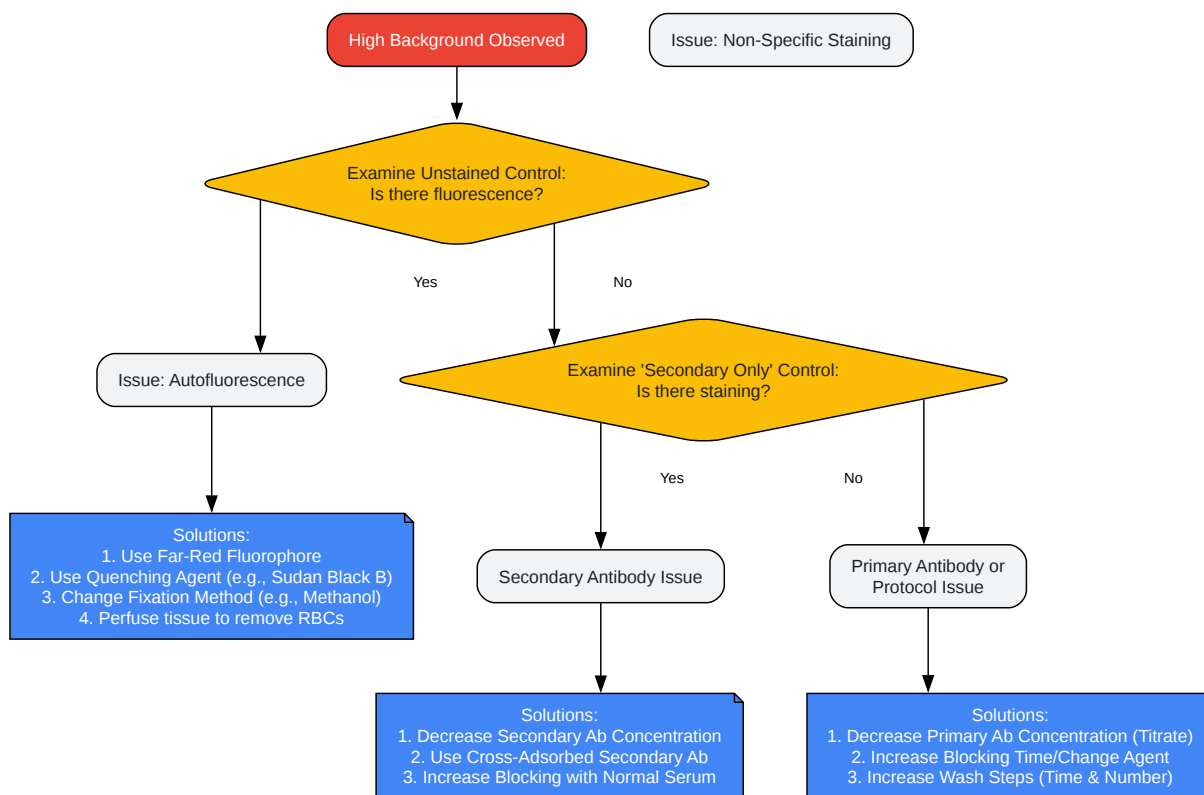 High Background Observed
Issue: Non-Specific Staining
Examine Unstained Control:
Is there fluorescence?
Yes
No
Issue: Autofluorescence
Examine 'Secondary Only' Control:
Is there staining?
Yes
No
Solutions:
1. Use Far-Red Fluorophore
2. Use Quenching Agent (e.g., Sudan Black B)
3. Change Fixation Method (e.g., Methanol)
4. Perfuse tissue to remove RBCs
Secondary Antibody Issue
Primary Antibody or
Protocol Issue
Solutions:
1. Decrease Secondary Ab Concentration
2. Use Cross-Adsorbed Secondary Ab
3. Increase Blocking with Normal Serum
Solutions:
1. Decrease Primary Ab Concentration (Titrate)
2. Increase Blocking Time/Change Agent
3. Increase Wash Steps (Time & Number)